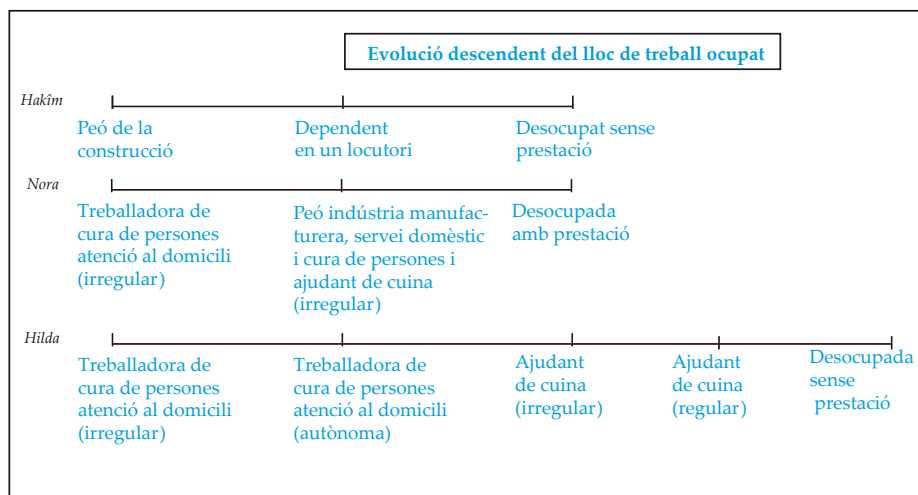 Evolució descendent del lloc de treball ocupat
Hakîm
Peó de la
construcció
Dependent
en un locutori
Desocupat sense
prestació
Nora
Treballadora de
cura de persones
atenció al domicili
(irregular)
Peó indústria manufac-
turera, servei domèstic
i cura de persones i
ajudant de cuina
(irregular)
Desocupada
amb prestació
Hilda
Treballadora de
cura de persones
atenció al domicili
(irregular)
Treballadora de
cura de persones
atenció al domicili
(autònoma)
Ajudant
de cuina
(irregular)
Ajudant
de cuina
(regular)
Desocupada
sense
prestació